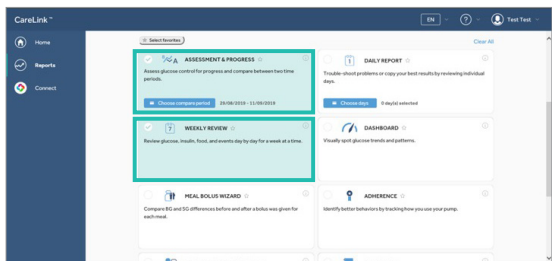 CareLink™
EN
?
Test Test
Home
Reports
Connect
Select favorites
Clear All
ASSESSMENT & PROGRESS
Assess glucose control for progress and compare between two time
periods.
Choose compare period
29/08/2019 - 11/09/2019
DAILY REPORT
Trouble-shoot problems or copy your best results by reviewing individual
days.
Choose days
0 day(s) selected
7
WEEKLY REVIEW
Review glucose, insulin, food, and events day by day for a week at a time.
DASHBOARD
Visually spot glucose trends and patterns.
MEAL BOLUS WIZARD
Compare BG and SG differences before and after a bolus was given for
each meal.
ADHERENCE
Identify better behaviors by tracking how you use your pump.